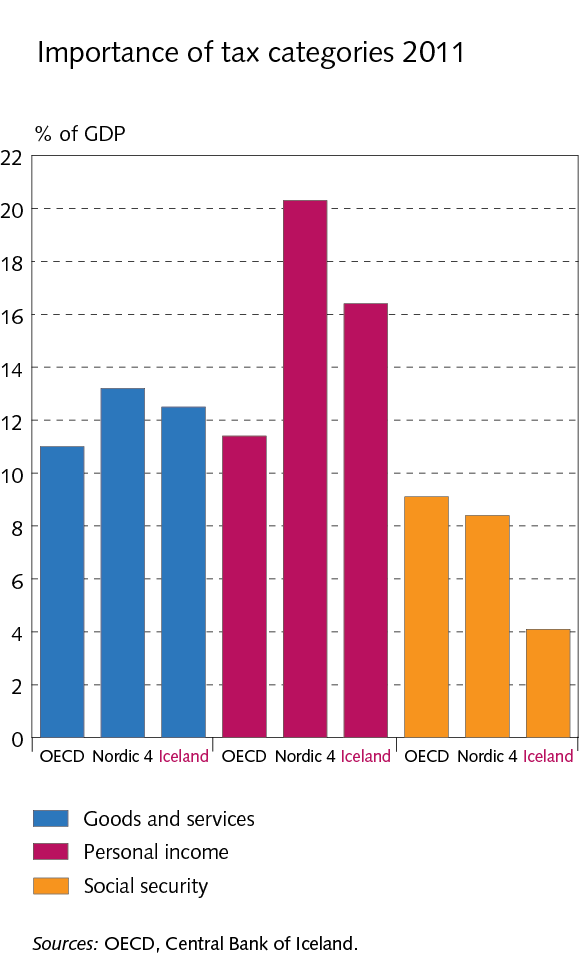 Importance of tax categories 2011
% of GDP
22
20
18
16
14
12
10
8
6
4
2
0
OECD Nordic 4 Iceland OECD Nordic 4 Iceland OECD Nordic 4 Iceland
Goods and services
Personal income
Social security
Sources: OECD, Central Bank of Iceland.